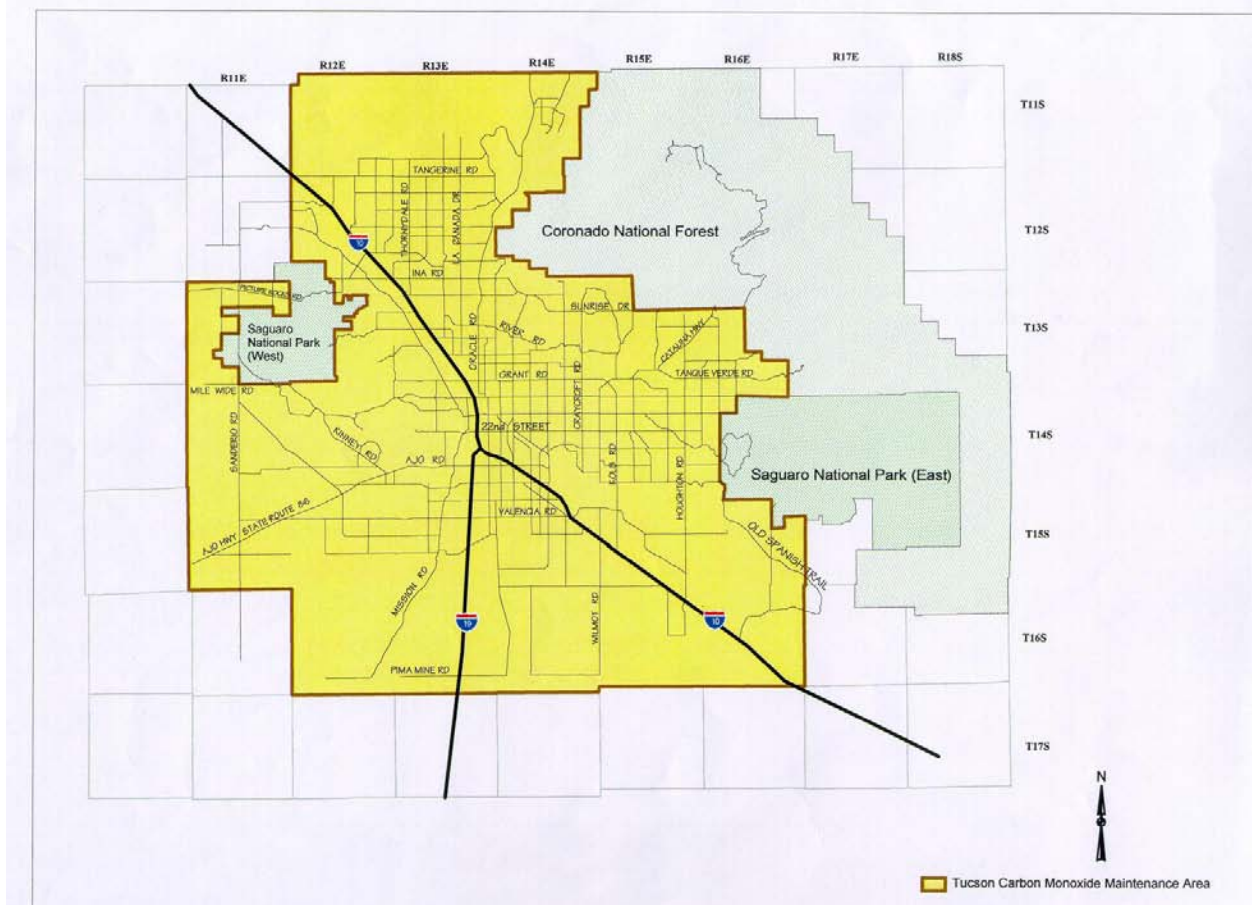 R11E
R12E
R13E
R14E
R15E
R16E
R17E
R18S
T11S
T12S
T13S
T14S
T15S
T16S
T17S
TANGERINE RD
THORNYDALE RD
LA CANADA DR
Coronado National Forest
10
INA RD
PICTURE ROCKS RD
SUNRISE DR
RIVER RD
ORACLE RD
CATALINA HWY
Saguaro
National Park
(West)
GRANT RD
TANQUE VERDE RD
CRAYCROFT RD
MILE WIDE RD
22nd STREET
SANDERIO RD
KINNEY RD
AJO RD
KOLB RD
HOUGHTON RD
Saguaro National Park (East)
VALENCIA RD
AJO HWY STATE ROUTE 86
OLD SPANISH TRAIL
MISSION RD
WILMOT RD
19
10
PIMA MINE RD
N
Tucson Carbon Monoxide Maintenance Area